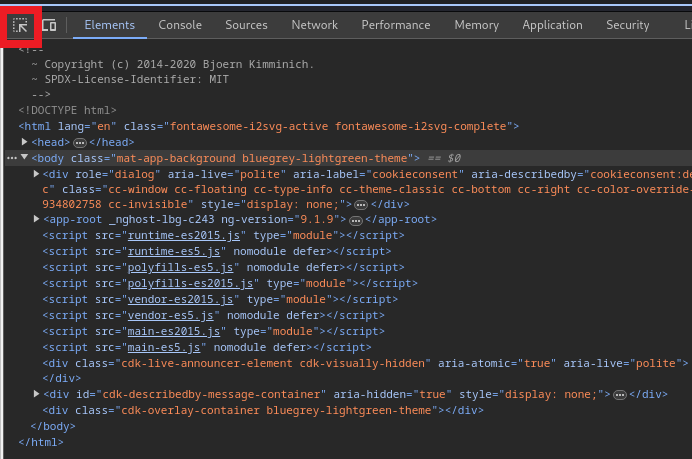 Elements Console Sources Network Performance Memory Application Security
<!--
~ Copyright (c) 2014-2020 Bjoern Kimminich.
~ SPDX-License-Identifier: MIT
-->
<!DOCTYPE html>
<html lang="en" class="fontawesome-i2svg-active fontawesome-i2svg-complete">
<head> ••• </head>
••• <body class="mat-app-background bluegrey-lightgreen-theme"> == $0
<div role="dialog" aria-live="polite" aria-label="cookieconsent" aria-describedby="cookieconsent:de
c" class="cc-window cc-floating cc-type-info cc-theme-classic cc-bottom cc-right cc-color-override-
934802758 cc-invisible" style="display: none;"> ••• </div>
<app-root _nghost-lbg-c243 ng-version="9.1.9"> ••• </app-root>
<script src="runtime-es2015.js" type="module"></script>
<script src="runtime-es5.js" nomodule defer></script>
<script src="polyfills-es5.js" nomodule defer></script>
<script src="polyfills-es2015.js" type="module"></script>
<script src="vendor-es2015.js" type="module"></script>
<script src="vendor-es5.js" nomodule defer></script>
<script src="main-es2015.js" type="module"></script>
<script src="main-es5.js" nomodule defer></script>
<div class="cdk-live-announcer-element cdk-visually-hidden" aria-atomic="true" aria-live="polite">
</div>
<div id="cdk-describedby-message-container" aria-hidden="true" style="display: none;"> ••• </div>
<div class="cdk-overlay-container bluegrey-lightgreen-theme"></div>
</body>
</html>